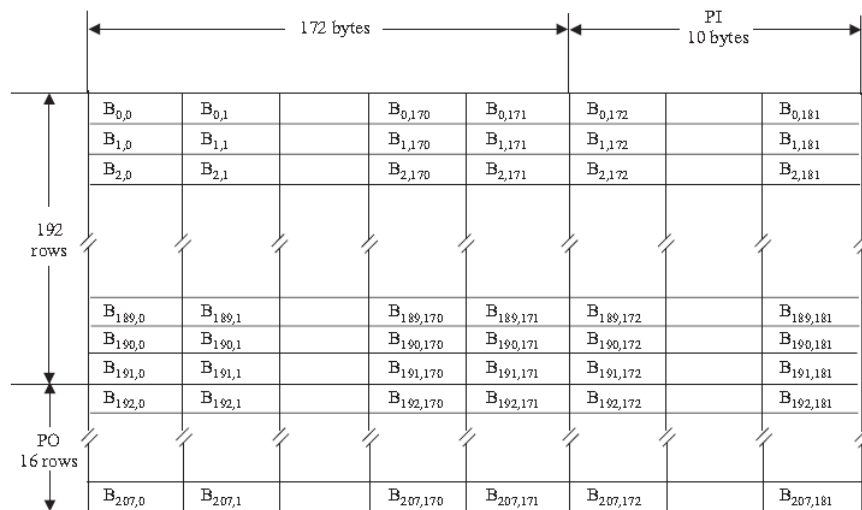 PI
172 bytes 10 bytes
B0,0 B0,1 B0,170 B0,171 B0,172 B0,181
B1,0 B1,1 B1,170 B1,171 B1,172 B1,181
B2,0 B2,1 B2,170 B2,171 B2,172 B2,181
192
rows
B189,0 B189,1 B189,170 B189,171 B189,172 B189,181
B190,0 B190,1 B190,170 B190,171 B190,172 B190,181
B191,0 B191,1 B191,170 B191,171 B191,172 B191,181
B192,0 B192,1 B192,170 B192,171 B192,172 B192,181
PO
16 rows
B207,0 B207,1 B207,170 B207,171 B207,172 B207,181